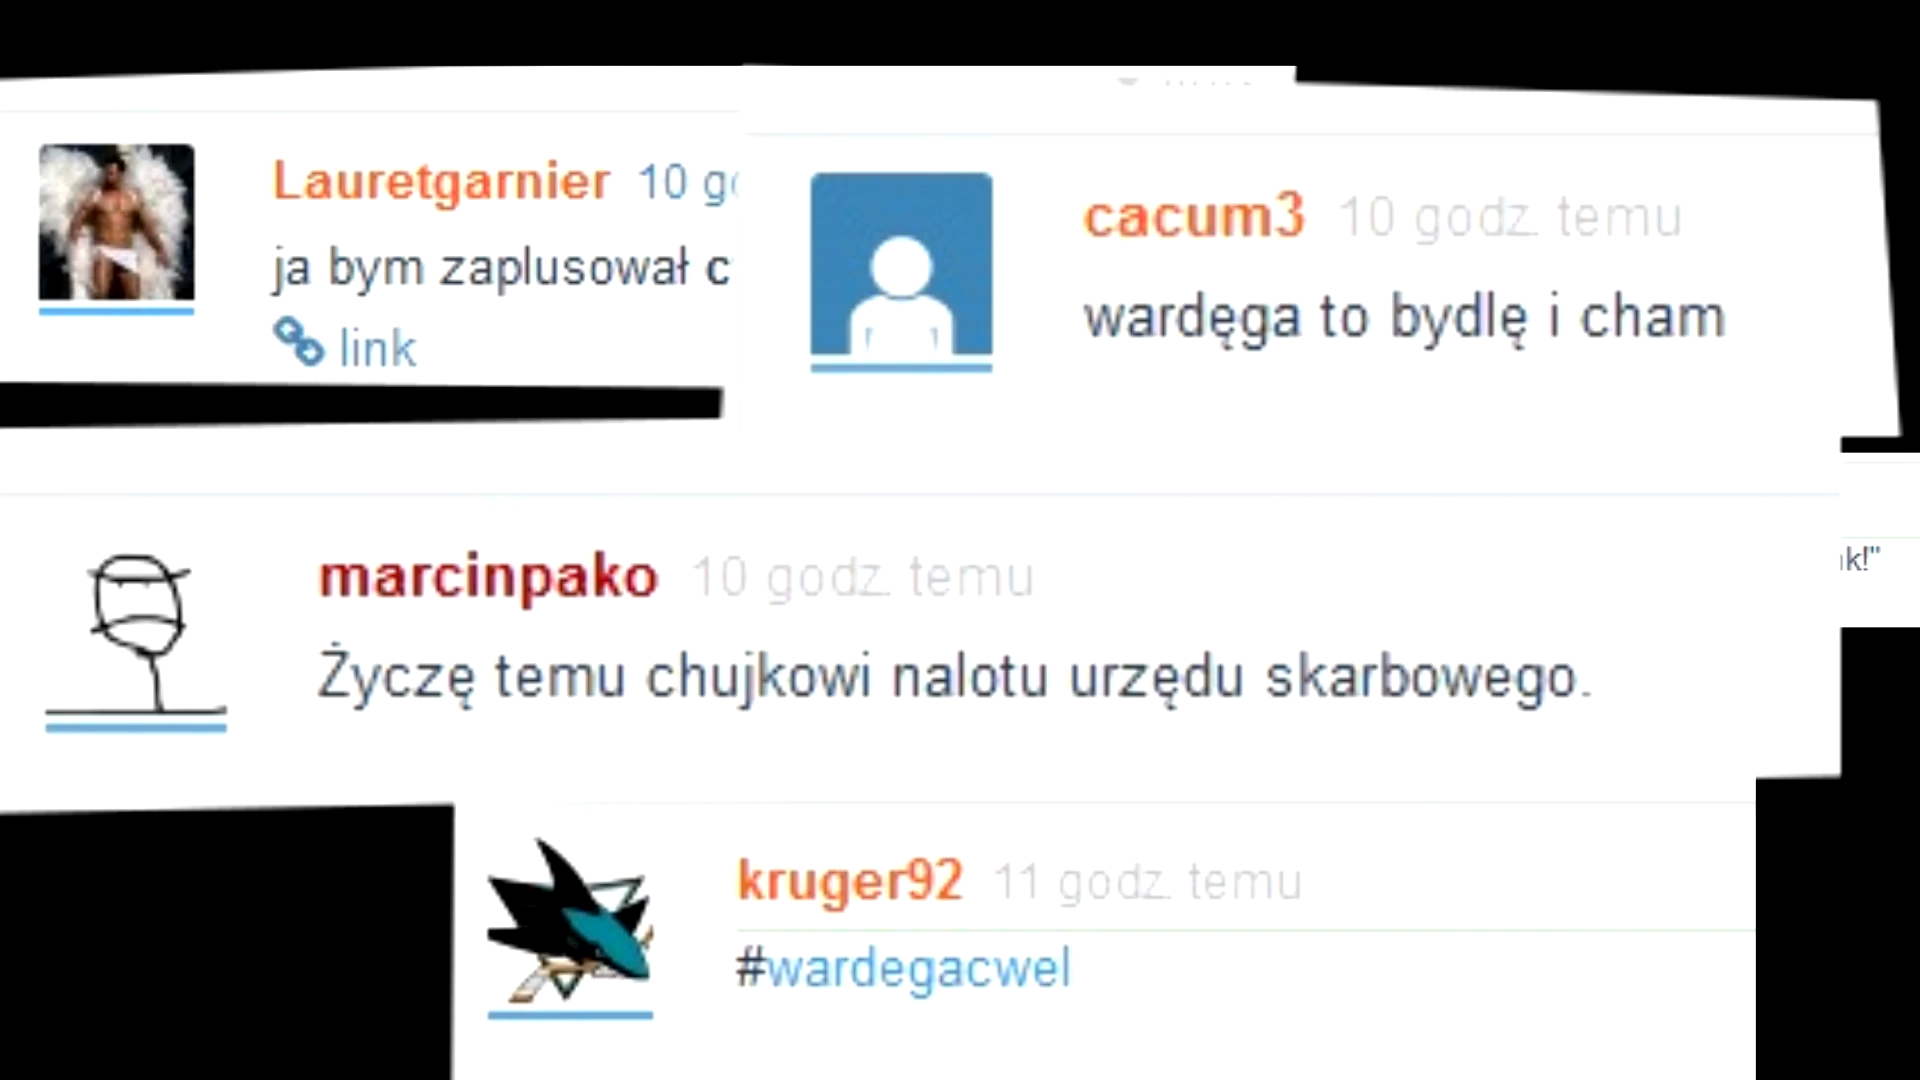 Lauretgarnier 10
ja bym zaplusował
link
cacum3 10 godz. temu
wardęga to bydlę i cham
marcinpako 10 godz. temu
Życzę temu chujkowi nalotu urzędu skarbowego.
kruger92 11 godz. temu
#wardegacwel